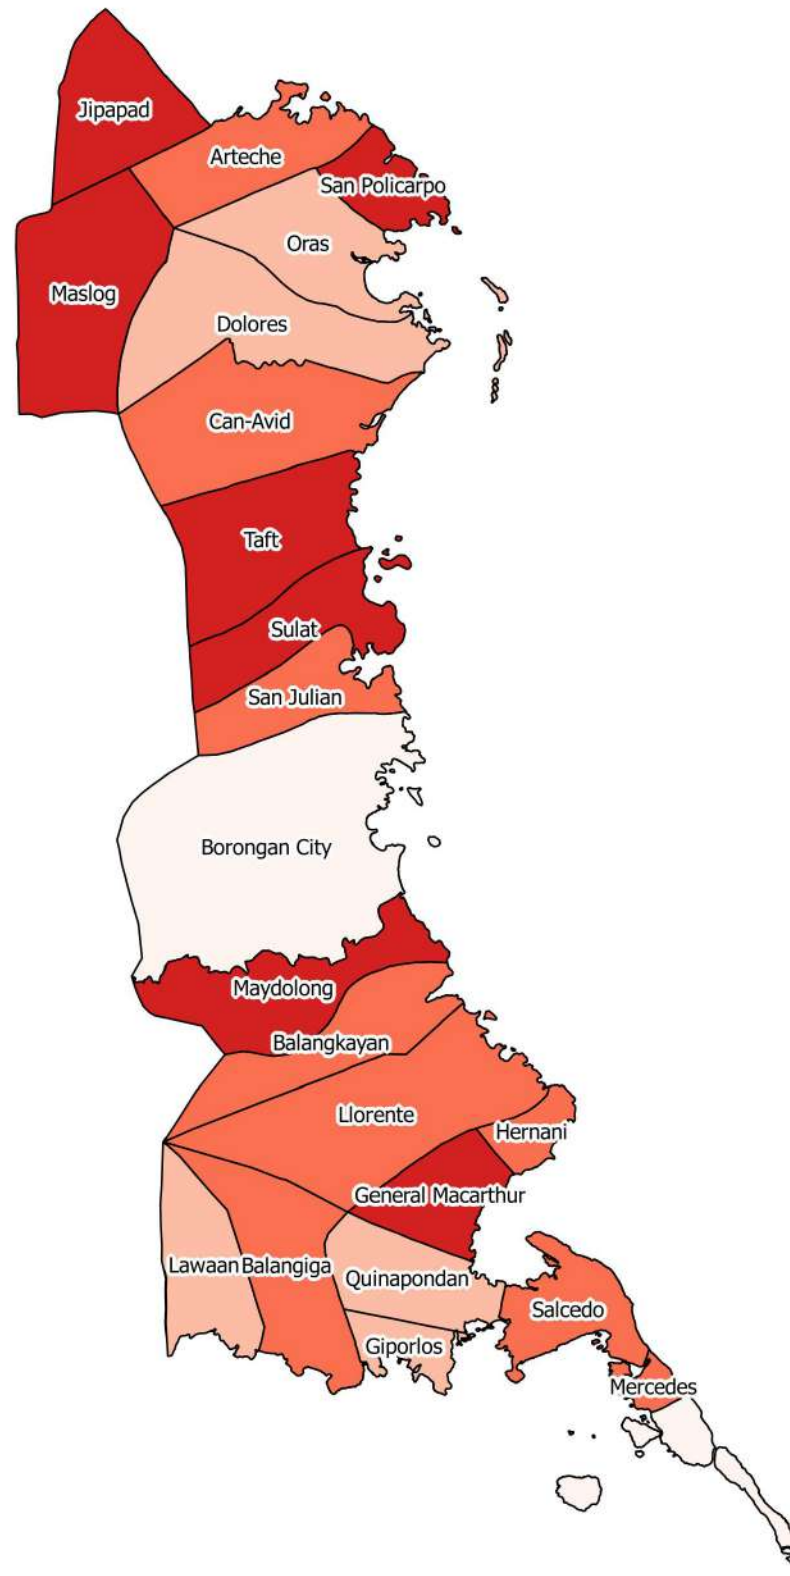 Jipapad
Arteche
San Policarpo
Oras
Maslog
Dolores
Can-Avid
Taft
Sulat
San Julian
Borongan City
Maydolong
Balangkayan
Llorente
Hernani
General Macarthur
Lawaan
Balangiga
Quinapondan
Salcedo
Giporlos
Mercedes